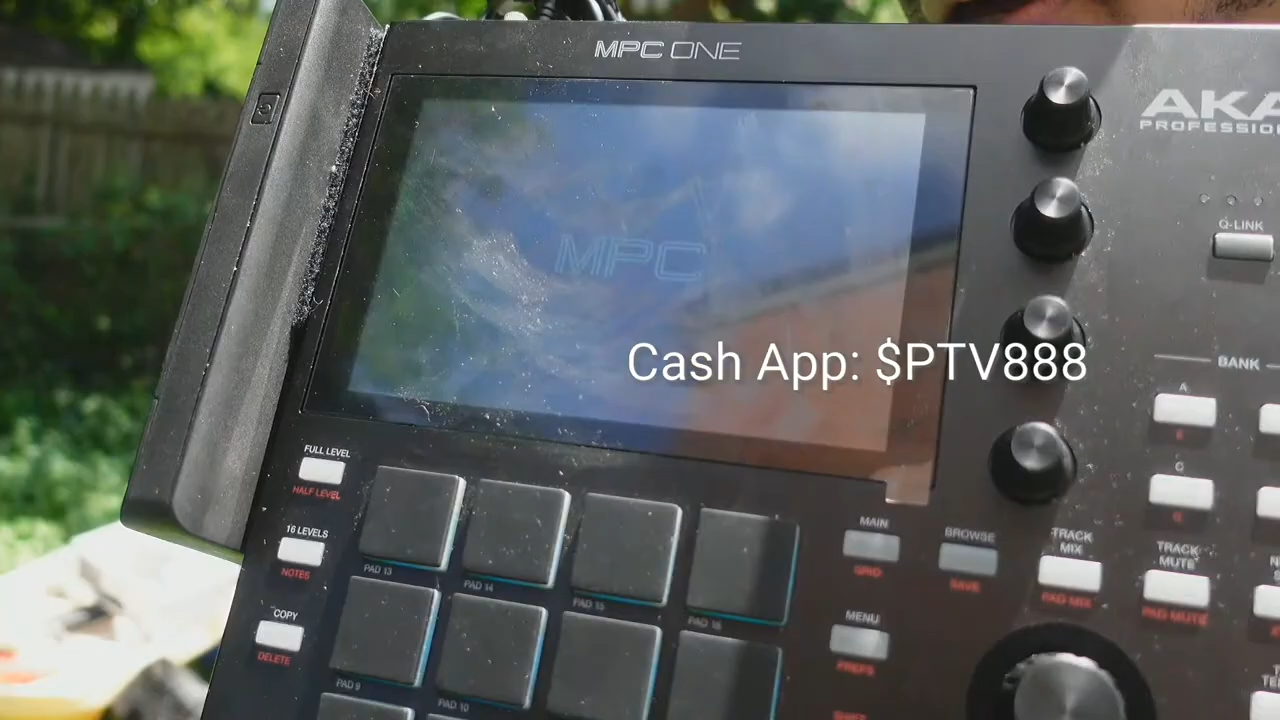 MPC ONE
AKA
PROFESSIO
Q-LINK
MPC
Cash App: $PTV888
BANK
A
C
FULL LEVEL
HALF LEVEL
16 LEVELS
NOTES
COPY
DELETE
PAD 13
PAD 14
PAD 15
PAD 16
PAD 9
PAD 10
MAIN
GRID
BROWSE
SAVE
TRACK
MIX
PAD MIX
TRACK
MUTE
PAD MUTE
MENU
PREFS